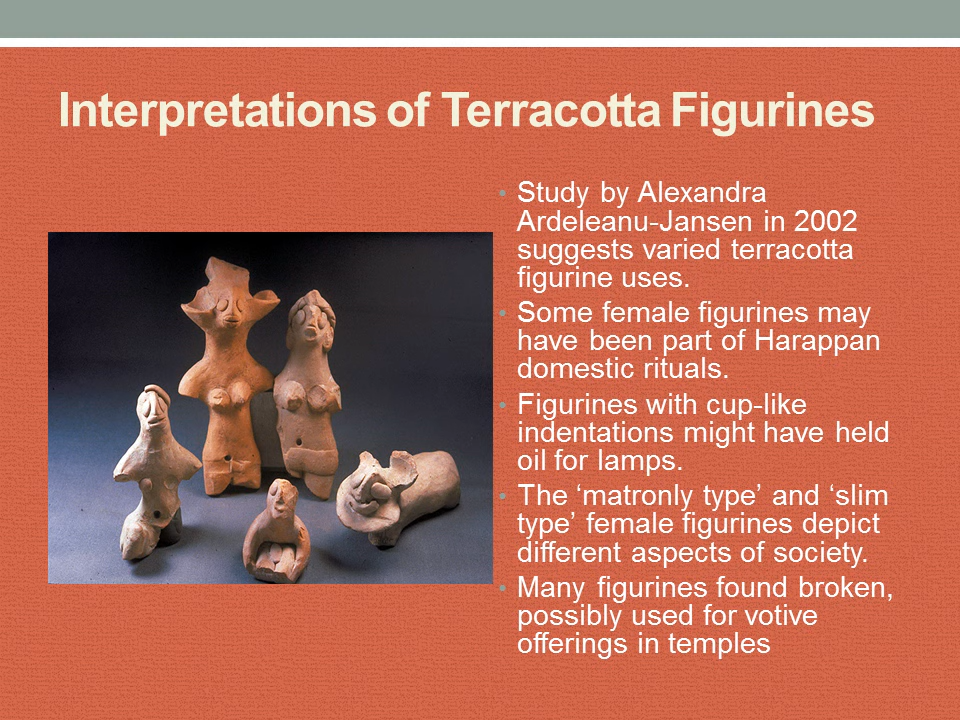 Interpretations of Terracotta Figurines
• Study by Alexandra
Ardeleanu-Jansen in 2002
suggests varied terracotta
figurine uses.
• Some female figurines may
have been part of Harappan
domestic rituals.
• Figurines with cup-like
indentations might have held
oil for lamps.
• The ‘matronly type’ and ‘slim
type’ female figurines depict
different aspects of society.
• Many figurines found broken,
possibly used for votive
offerings in temples